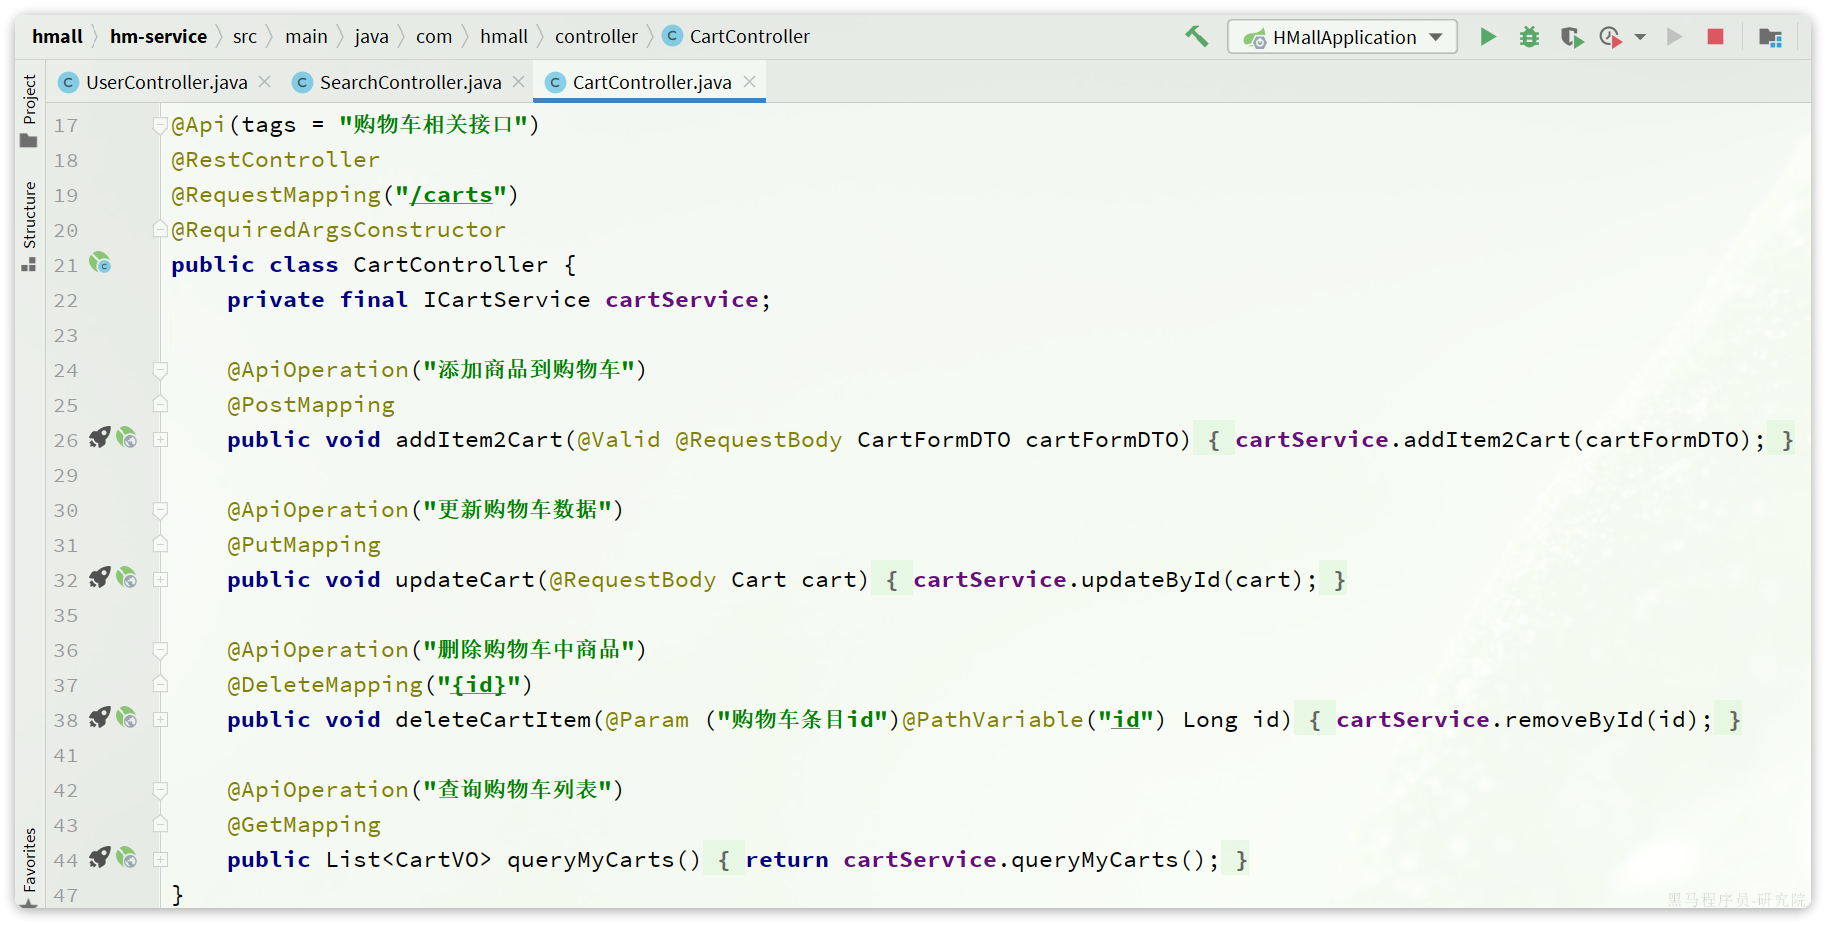 hmall hm-service src main java com hmall controller CartController HMallApplication
UserController.java SearchController.java CartController.java
Project
Structure
Favorites
17 @Api(tags = "购物车相关接口")
18 @RestController
19 @RequestMapping("/carts")
20 @RequiredArgsConstructor
21 public class CartController {
22 private final ICartService cartService;
23
24 @ApiOperation("添加商品到购物车")
25 @PostMapping
26 public void addItem2Cart(@Valid @RequestBody CartFormDTO cartFormDTO) { cartService.addItem2Cart(cartFormDTO); }
29
30 @ApiOperation("更新购物车数据")
31 @PutMapping
32 public void updateCart(@RequestBody Cart cart) { cartService.updateById(cart); }
35
36 @ApiOperation("删除购物车中商品")
37 @DeleteMapping("{id}")
38 public void deleteCartItem(@Param ("购物车条目id")@PathVariable("id") Long id) { cartService.removeById(id); }
41
42 @ApiOperation("查询购物车列表")
43 @GetMapping
44 public List<CartVO> queryMyCarts() { return cartService.queryMyCarts(); }
47 }
黑马程序员-研究院